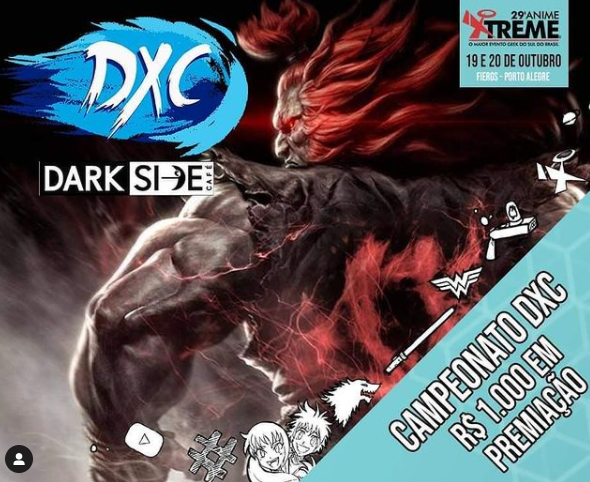 DXC
DARK SIDE CAFÉ
29º ANIME
XTREME
O MAIOR EVENTO GEEK DO SUL DO BRASIL
19 E 20 DE OUTUBRO
FIERGS - PORTO ALEGRE
CAMPEONATO DXC
R$ 1.000 EM
PREMIAÇÃO